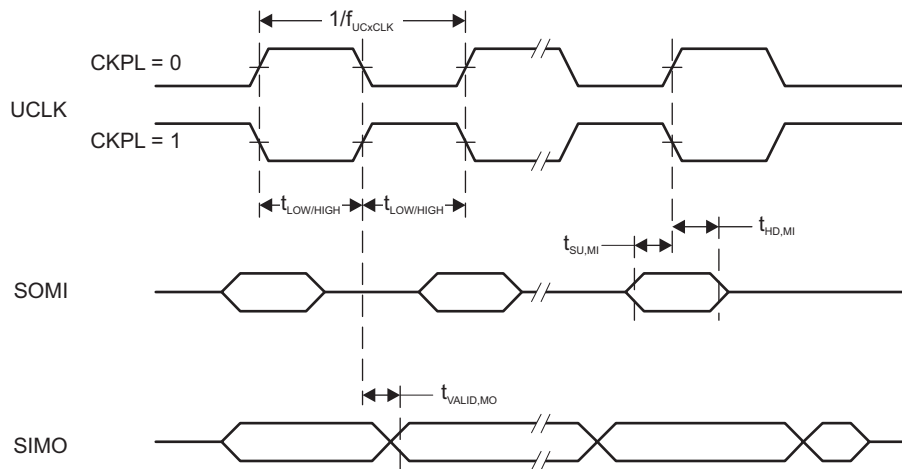 1/fUCxCLK
CKPL = 0
UCLK
CKPL = 1
tLOW/HIGH tLOW/HIGH
tHD,MI
tSU,MI
SOMI
tVALID,MO
SIMO